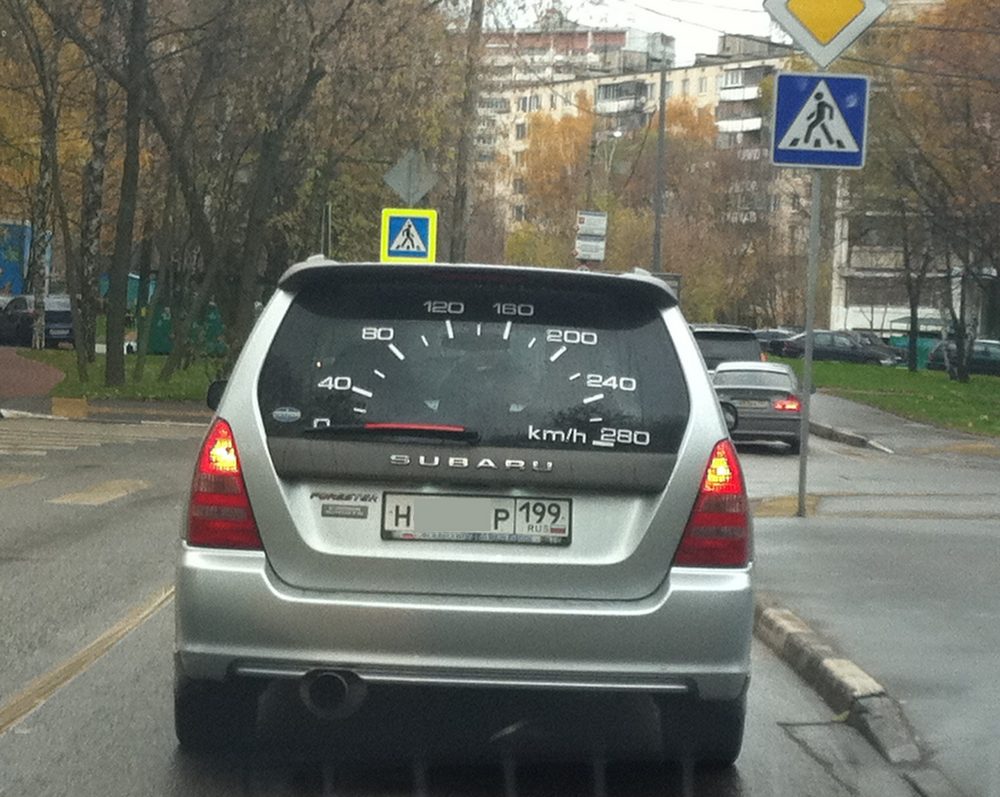 120 160
80 200
40 240
0 km/h 280
SUBARU
FORESTER
Н Р 199
RUS